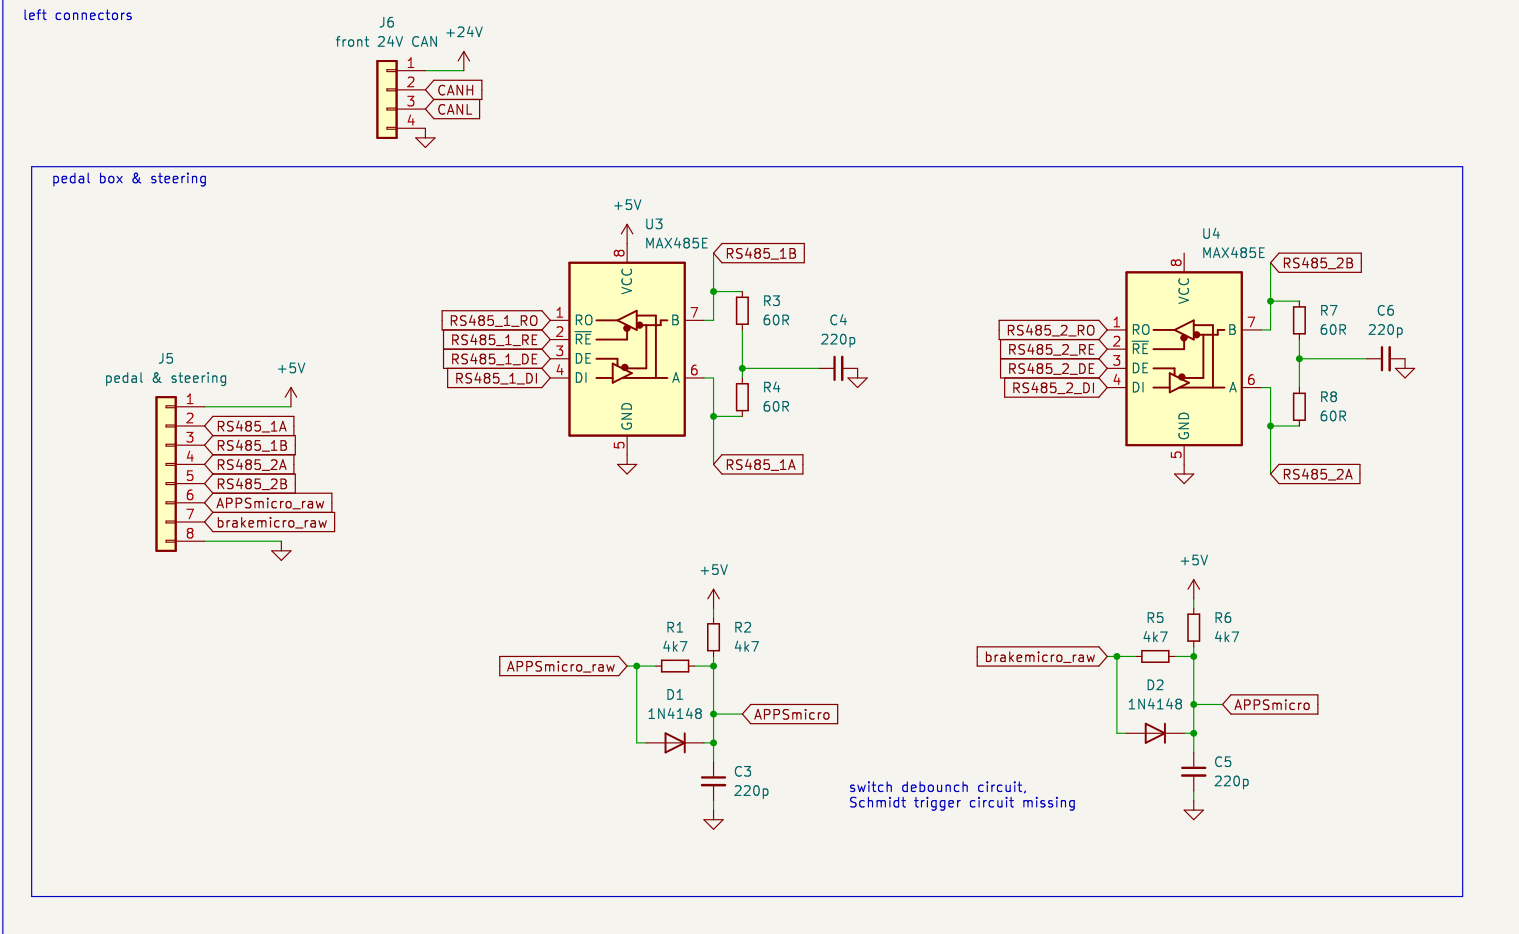 left connectors
J6
front 24V CAN
+24V
1
2
3
4
CANH
CANL
pedal box & steering
J5
pedal & steering
+5V
1
2
3
4
5
6
7
8
RS485_1A
RS485_1B
RS485_2A
RS485_2B
APPSmicro_raw
brakemicro_raw
+5V
U3
MAX485E
8
VCC
RS485_1_RO
RS485_1_RE
RS485_1_DE
RS485_1_DI
1
2
3
4
RO
RE
DE
DI
B
A
7
6
GND
5
RS485_1B
R3
60R
R4
60R
C4
220p
RS485_1A
U4
MAX485E
8
VCC
RS485_2_RO
RS485_2_RE
RS485_2_DE
RS485_2_DI
1
2
3
4
RO
RE
DE
DI
B
A
7
6
GND
5
RS485_2B
R7
60R
R8
60R
C6
220p
RS485_2A
+5V
R1
4k7
R2
4k7
APPSmicro_raw
D1
1N4148
APPSmicro
C3
220p
+5V
R5
4k7
R6
4k7
brakemicro_raw
D2
1N4148
APPSmicro
C5
220p
switch debounch circuit,
Schmidt trigger circuit missing